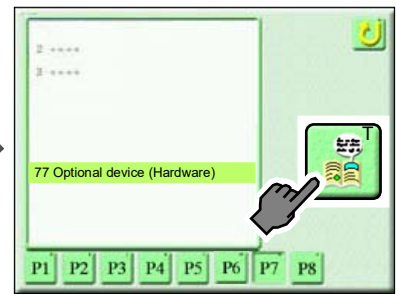 2 ****
3 ****
T
77 Optional device (Hardware)
P1 P2 P3 P4 P5 P6 P7 P8